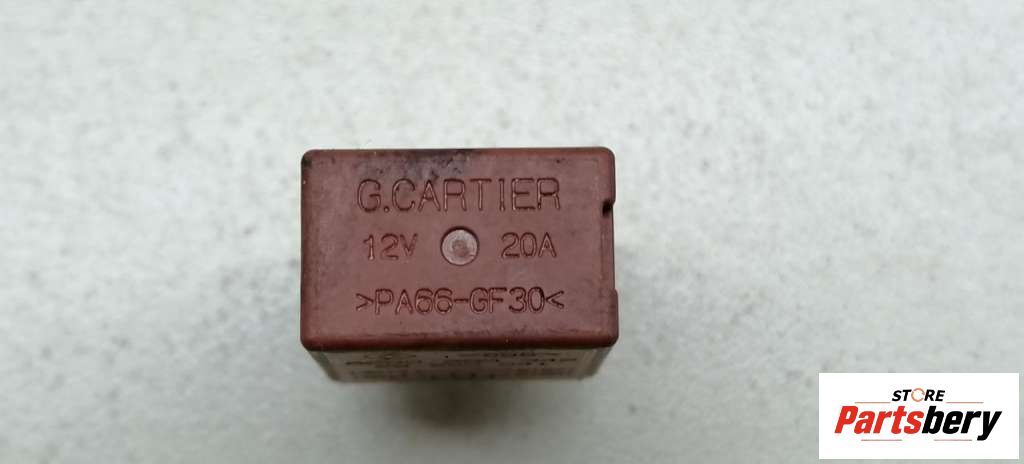 G.CARTIER
12V 20A
>PA66-GF30<
STORE
Partsbery